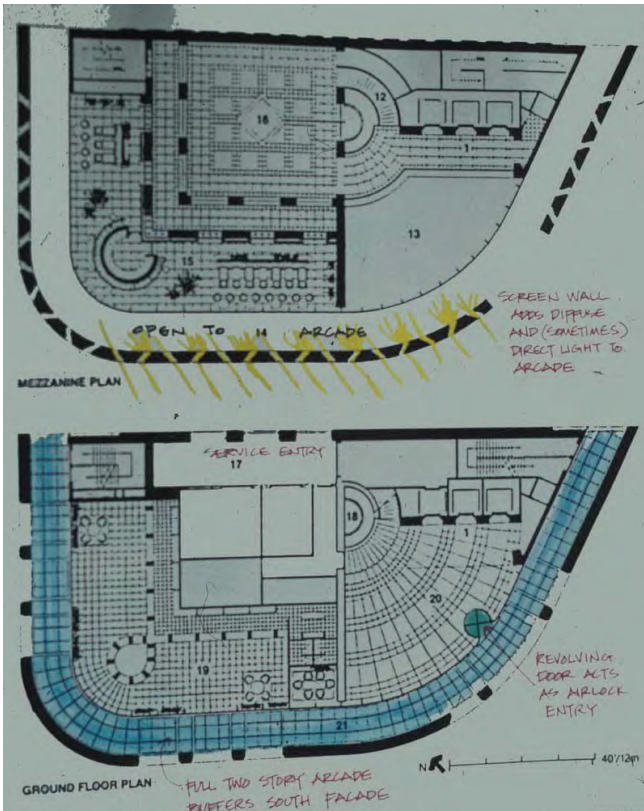 12
16
1
13
15
OPEN TO 14 ARCADE
SCREEN WALL
ADDS DIFFUSE
AND (SOMETIMES)
DIRECT LIGHT TO
ARCADE
MEZZANINE PLAN
SERVICE ENTRY
17
18
1
20
19
21
REVOLVING
DOOR ACTS
AS AIRLOCK
ENTRY
N
40'/12m
GROUND FLOOR PLAN
FULL TWO STORY ARCADE
BUFFERS SOUTH FACADE